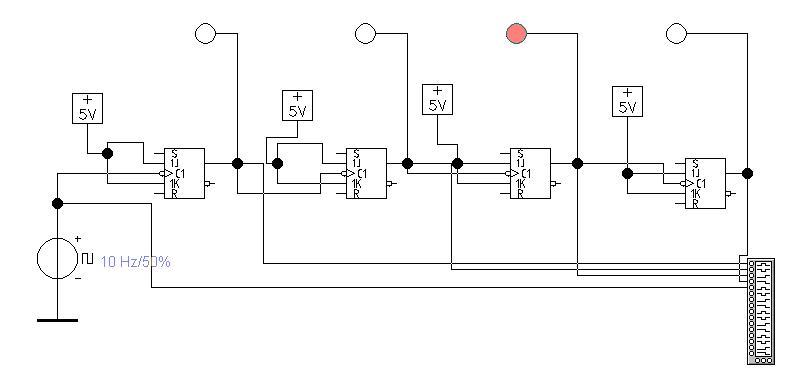 +
5V
+
5V
+
5V
+
5V
S
1J
C1
1K
R
S
1J
C1
1K
R
S
1J
C1
1K
R
S
1J
C1
1K
R
+
10 Hz/50%
−